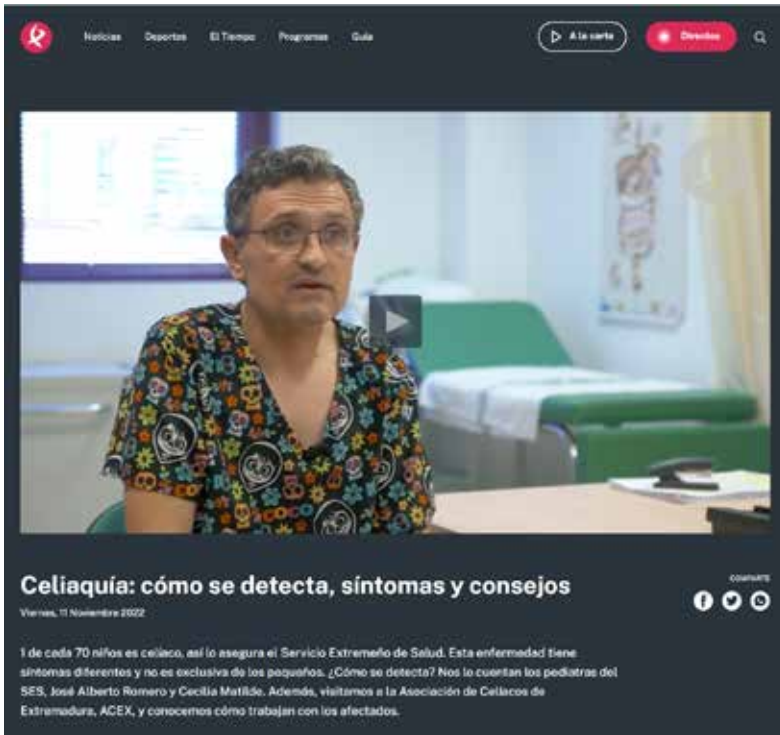 Noticias Deportes El Tiempo Programas Guía
A la carta
Directos
COCO
Celiaquía: cómo se detecta, síntomas y consejos
Viernes, 11 Noviembre 2022
COMPARTE
1 de cada 70 niños es celiaco, así lo asegura el Servicio Extremeño de Salud. Esta enfermedad tiene
síntomas diferentes y no es exclusiva de los pequeños. ¿Cómo se detecta? Nos lo cuentan los pediatras del
SES, José Alberto Romero y Cecilia Matilde. Además, visitamos a la Asociación de Celiacos de
Extremadura, ACEX, y conocemos cómo trabajan con los afectados.